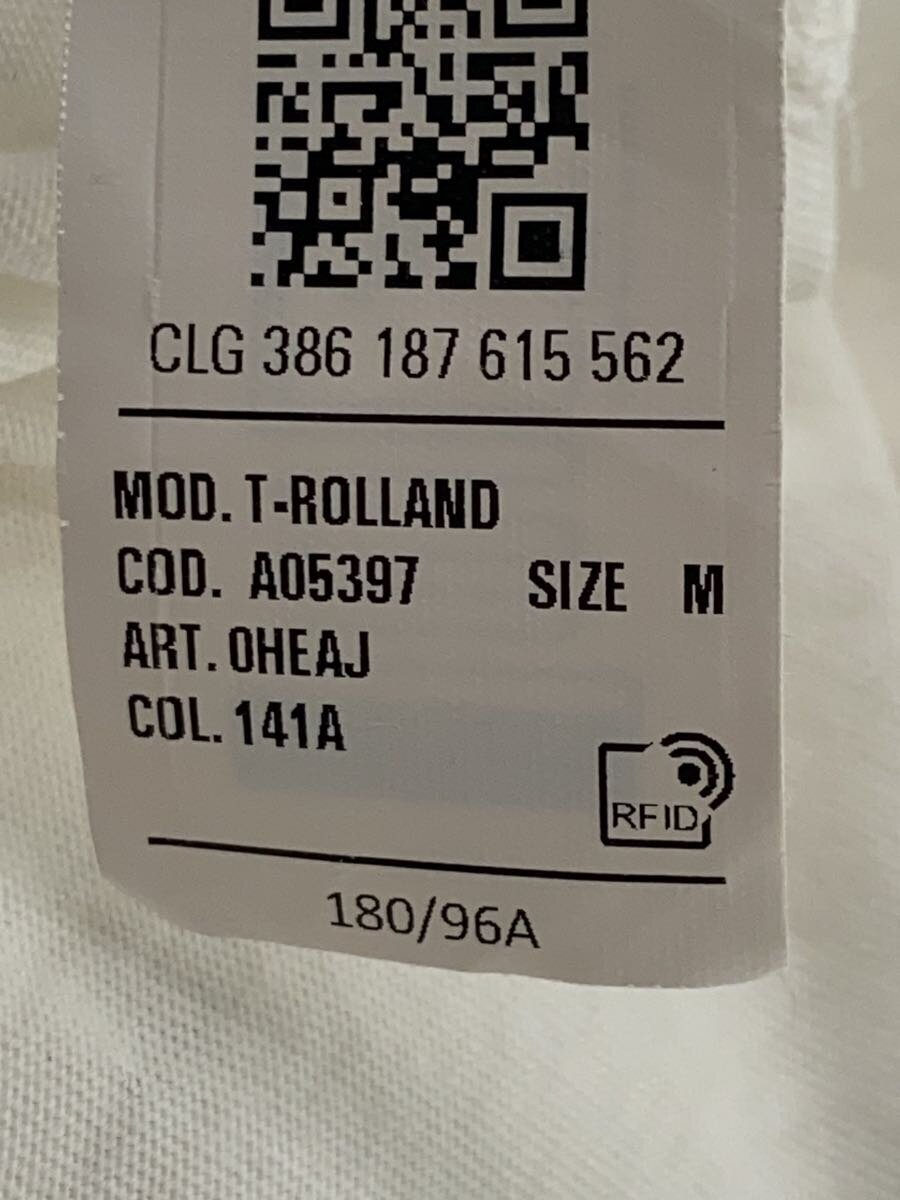 CLG 386 187 615 562
MOD. T-ROLLAND
COD. A05397 SIZE M
ART. 0HEAJ
COL. 141A
RFID
180/96A